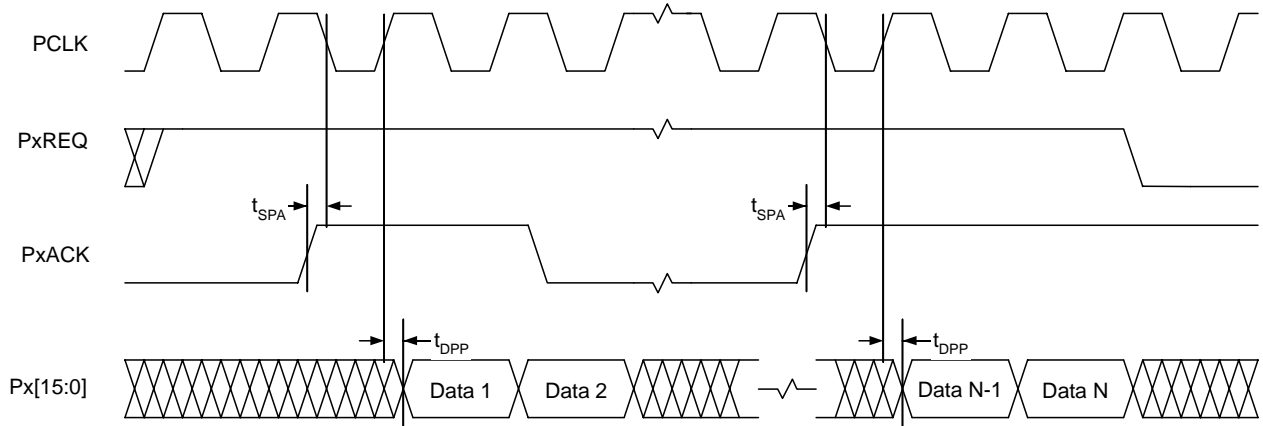 PCLK
PxREQ
tSPA
tSPA
PxACK
tDPP
tDPP
Px[15:0]
Data 1
Data 2
Data N-1
Data N